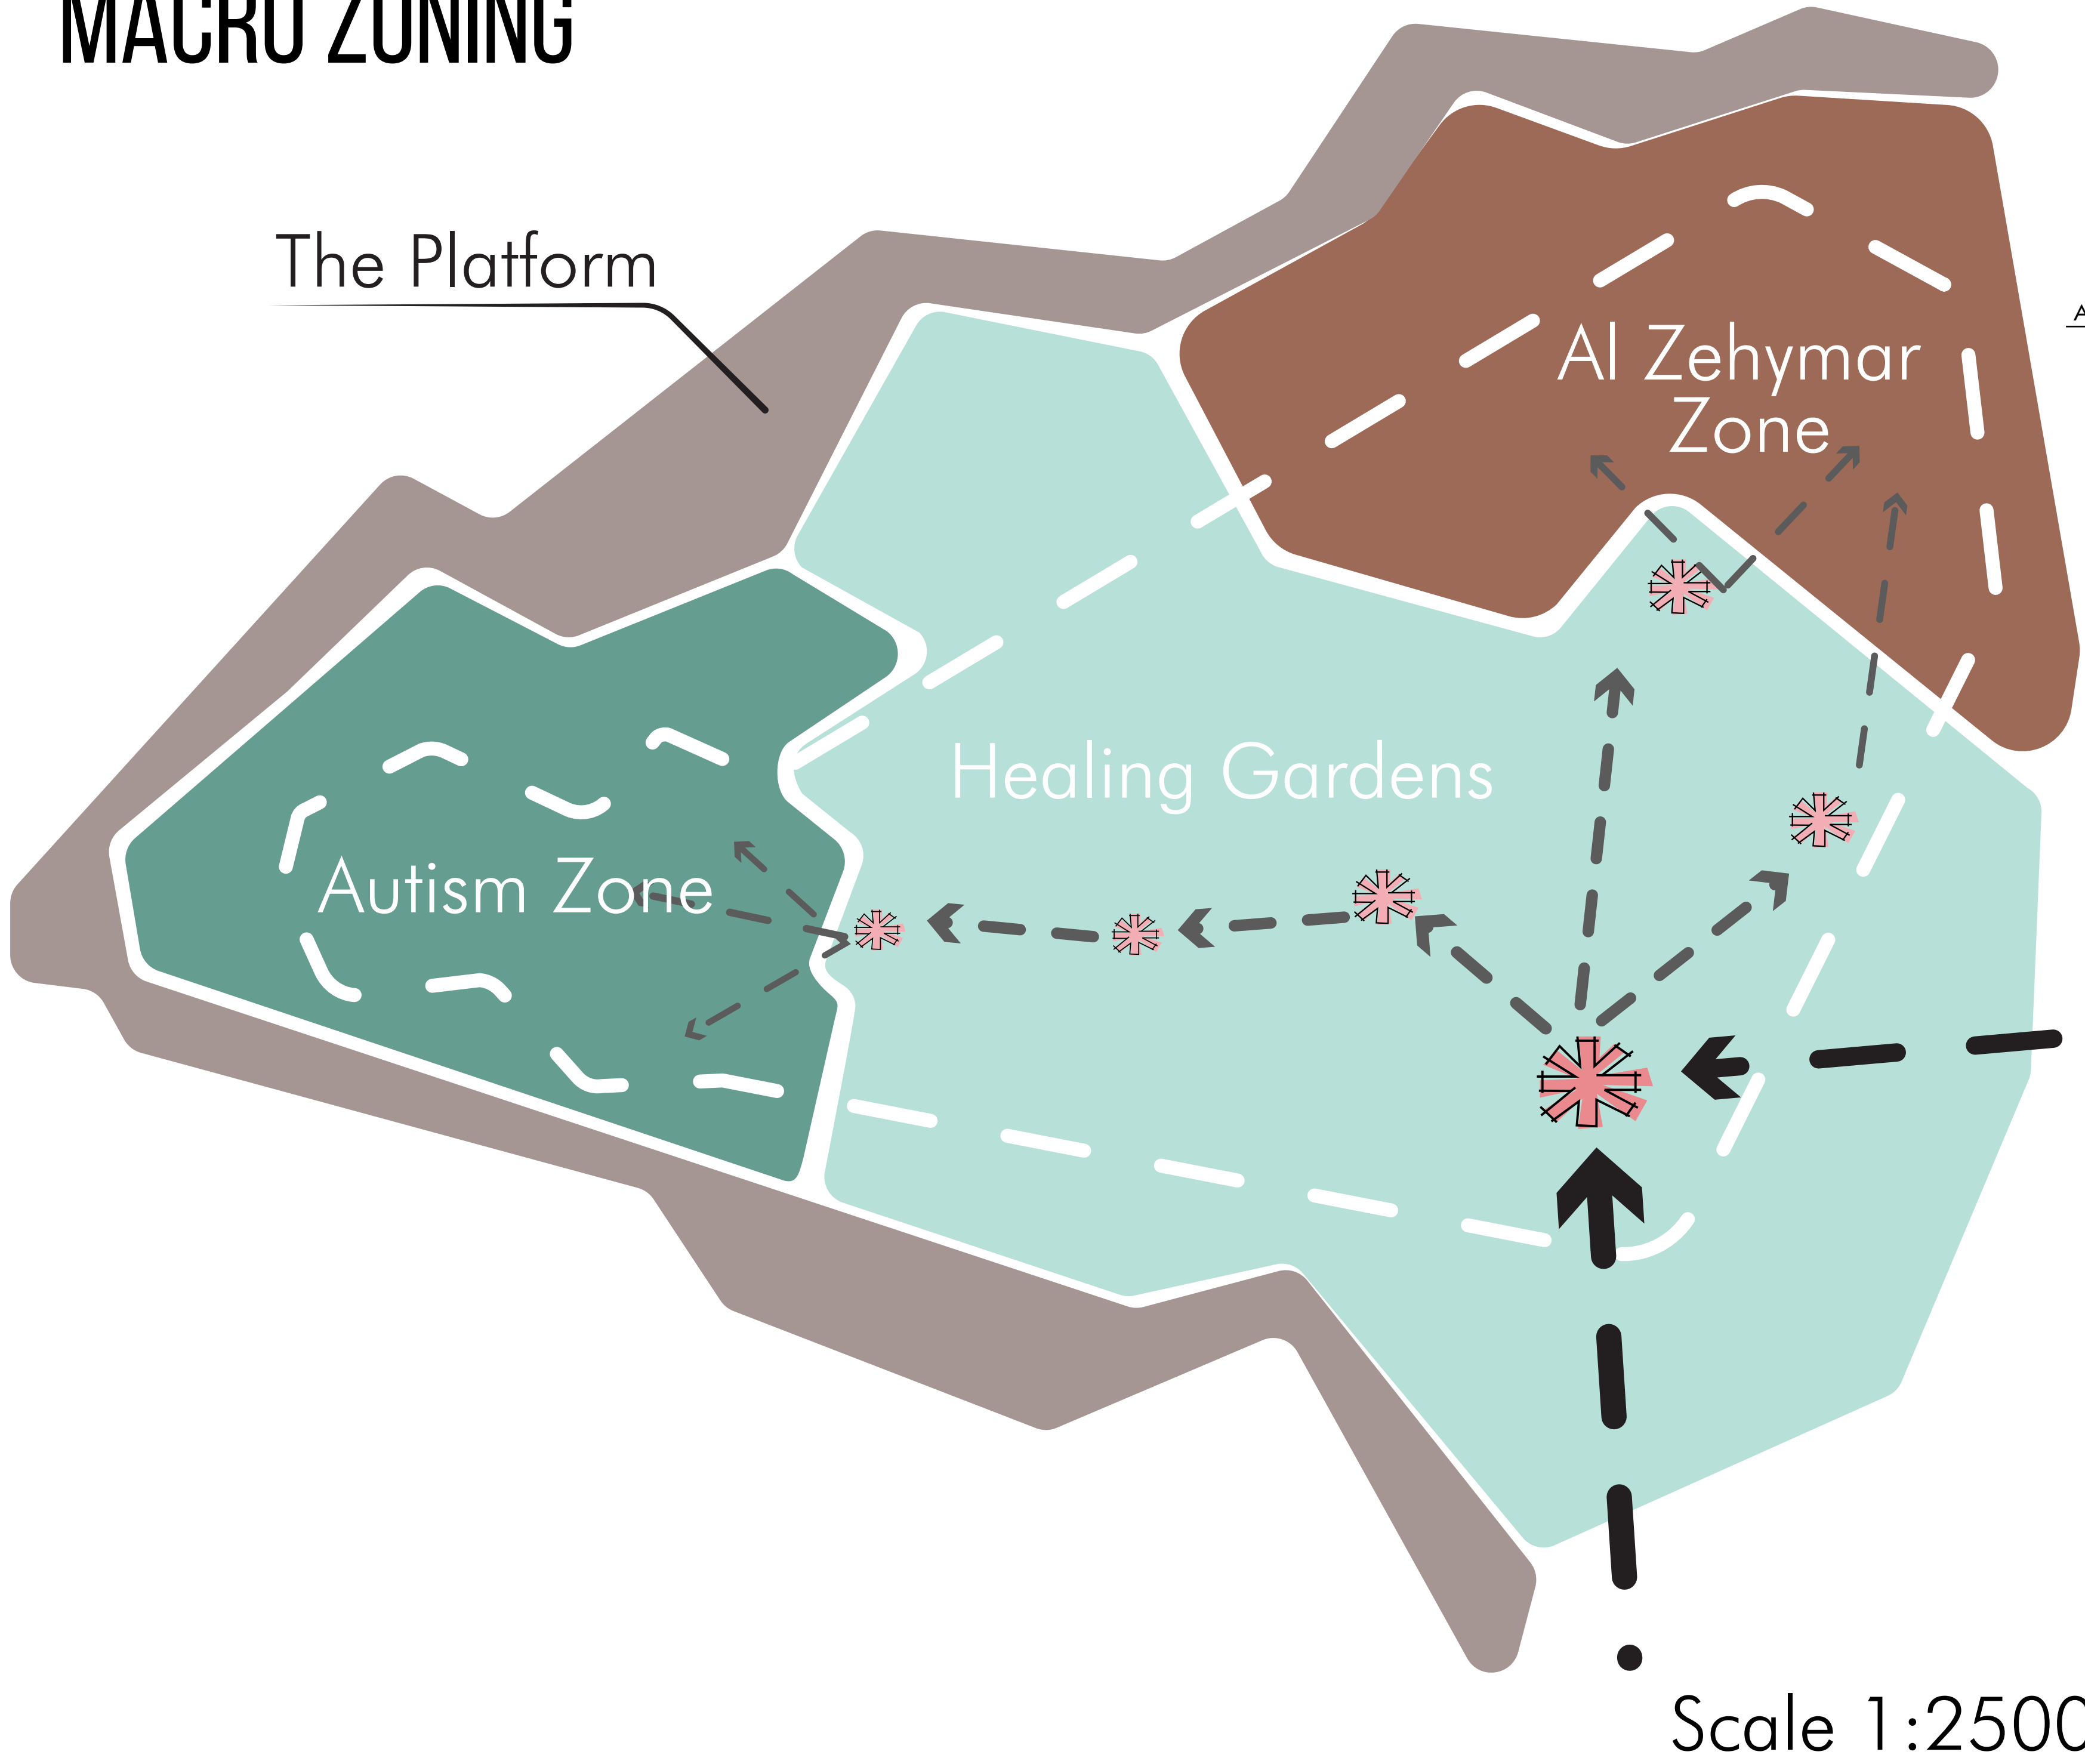 MACRO ZONING
The Platform
Al Zehymar
Zone
Healing Gardens
Autism Zone
Scale 1:2500